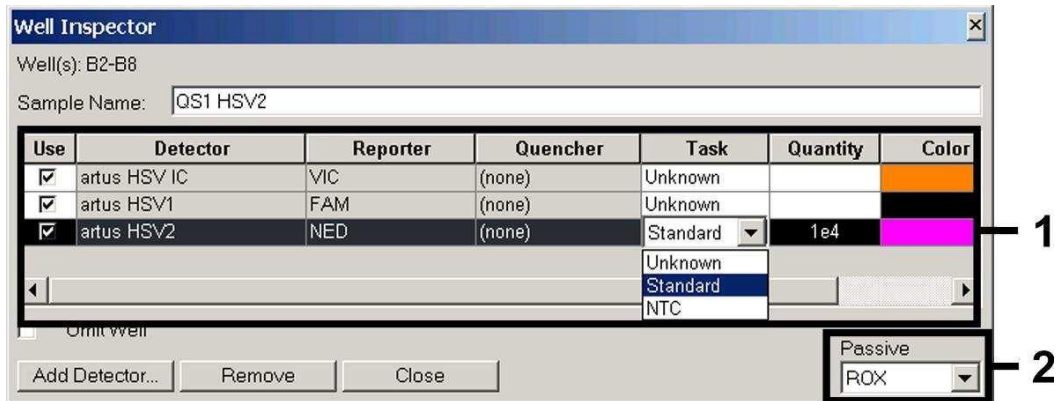 Well Inspector
Well(s): B2-B8
Sample Name: QS1 HSV2
Use Detector Reporter Quencher Task Quantity Color
artus HSV IC VIC (none) Unknown
artus HSV1 FAM (none) Unknown
artus HSV2 NED (none) Standard 1e4 1
Unknown
Standard
NTC
Omit Well
Passive
Add Detector... Remove Close ROX 2